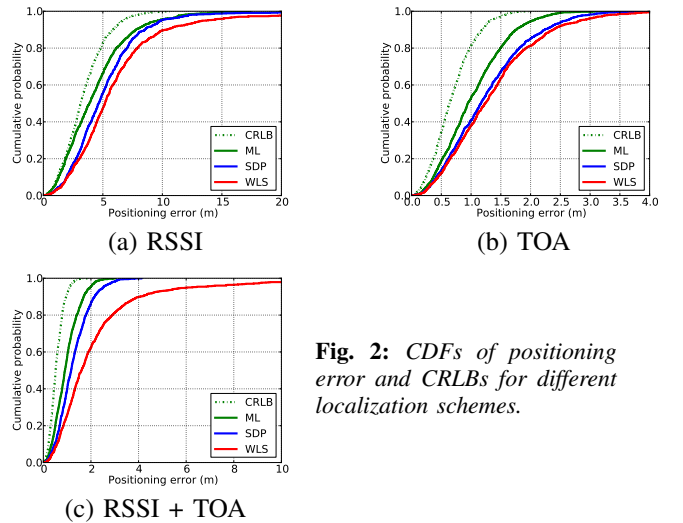 1.0
0.8
0.6
0.4
0.2
0.0
Cumulative probability
CRLB
ML
SDP
WLS
0 5 10 15 20
Positioning error (m)
(a) RSSI
1.0
0.8
0.6
0.4
0.2
0.0
Cumulative probability
CRLB
ML
SDP
WLS
0.0 0.5 1.0 1.5 2.0 2.5 3.0 3.5 4.0
Positioning error (m)
(b) TOA
1.0
0.8
0.6
0.4
0.2
0.0
Cumulative probability
CRLB
ML
SDP
WLS
0 2 4 6 8 10
Positioning error (m)
(c) RSSI + TOA
Fig. 2: CDFs of positioning
error and CRLBs for different
localization schemes.